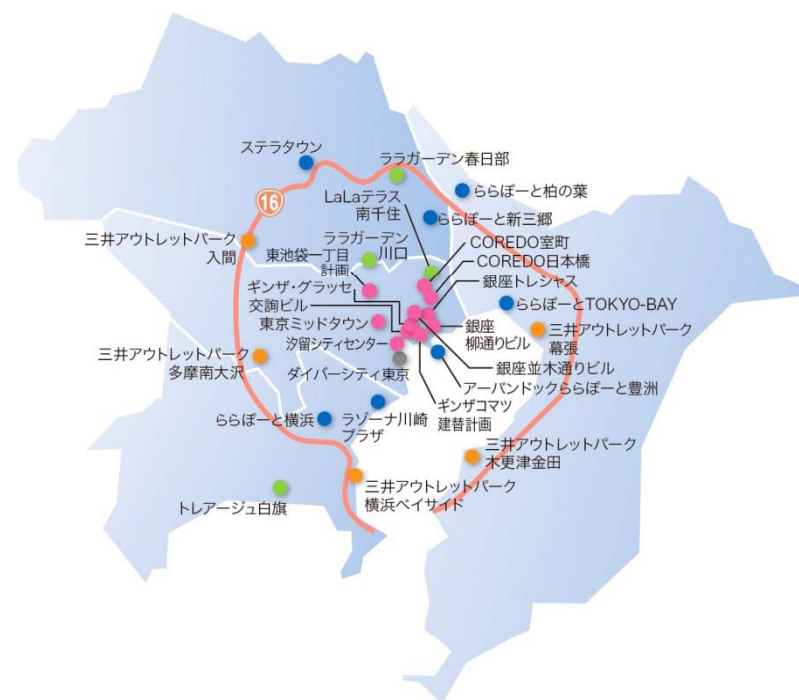 ステラタウン
ララガーデン春日部
LaLaテラス
南千住
ららぽーと柏の葉
16
ららぽーと新三郷
三井アウトレットパーク
入間
ララガーデン
川口
COREDO室町
東池袋一丁目
計画
COREDO日本橋
ギンザ・グラッセ
銀座トレシャス
交詢ビル
ららぽーとTOKYO-BAY
東京ミッドタウン
銀座
柳通りビル
三井アウトレットパーク
幕張
汐留シティセンター
三井アウトレットパーク
多摩南大沢
銀座並木通りビル
ダイバーシティ東京
アーバンドックららぽーと豊洲
ギンザコマツ
建替計画
ららぽーと横浜
ラゾーナ川崎
プラザ
三井アウトレットパーク
木更津金田
三井アウトレットパーク
横浜ベイサイド
トレアージュ白旗